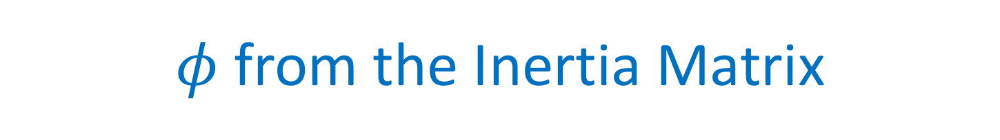 𝜙 from the Inertia Matrix